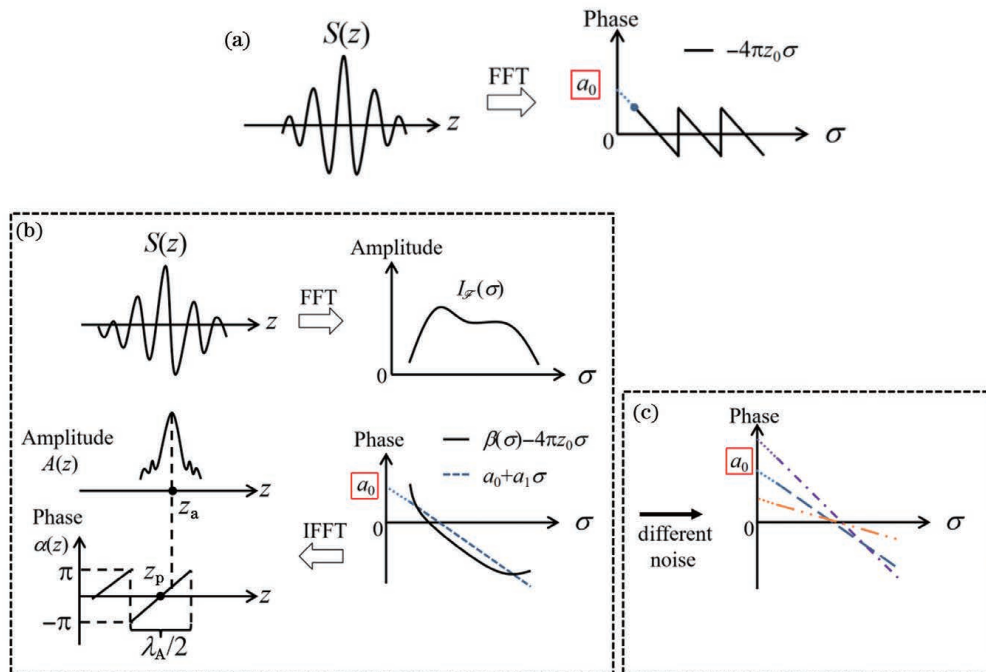 (a)
S(z)
z
FFT
Phase
−4πz₀σ
a₀
0
σ
(b)
S(z)
z
FFT
Amplitude
I𝓕(σ)
0
σ
Amplitude
A(z)
z
zₐ
Phase
α(z)
π
−π
zₚ
z
λ_A/2
IFFT
Phase
β(σ)−4πz₀σ
a₀+a₁σ
a₀
0
σ
(c)
Phase
a₀
0
σ
different
noise